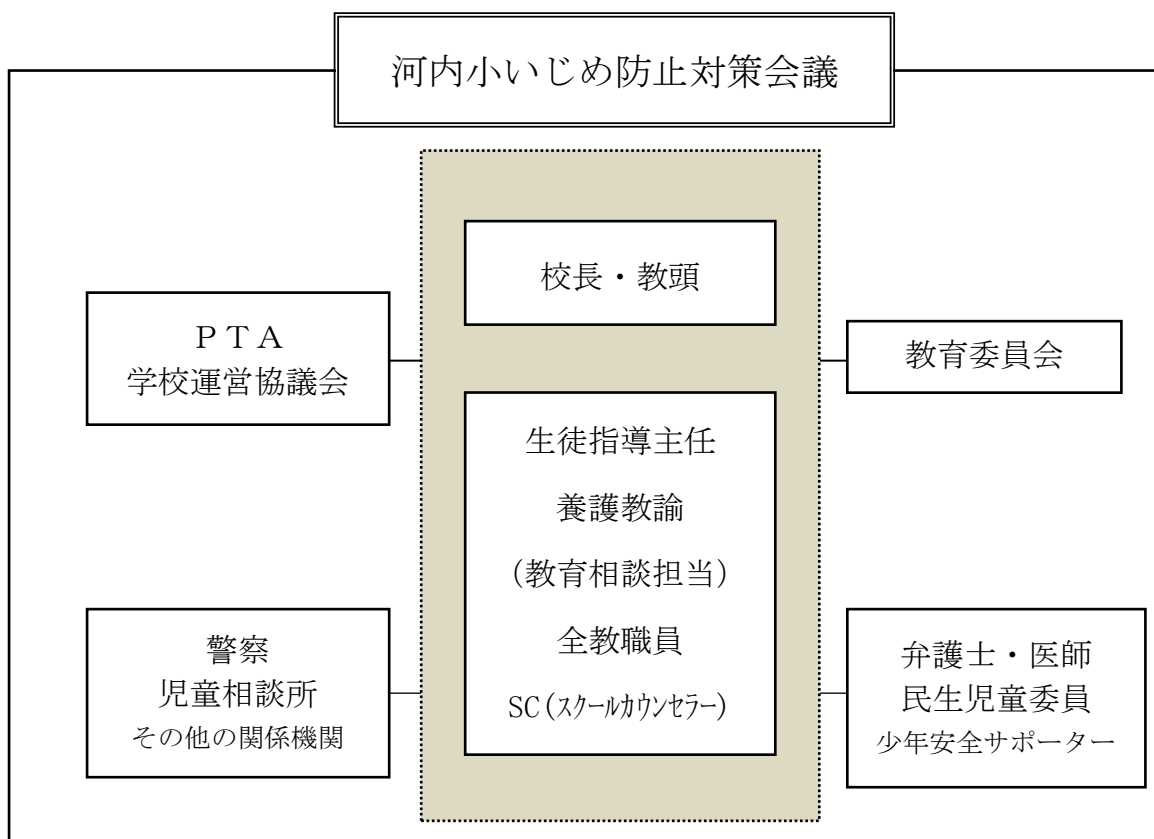 河内小いじめ防止対策会議
校長・教頭
ＰＴＡ
学校運営協議会
教育委員会
生徒指導主任
養護教諭
(教育相談担当)
全教職員
SC(ｽｸｰﾙｶｳﾝｾﾗｰ)
警察
児童相談所
その他の関係機関
弁護士・医師
民生児童委員
少年安全サポーター